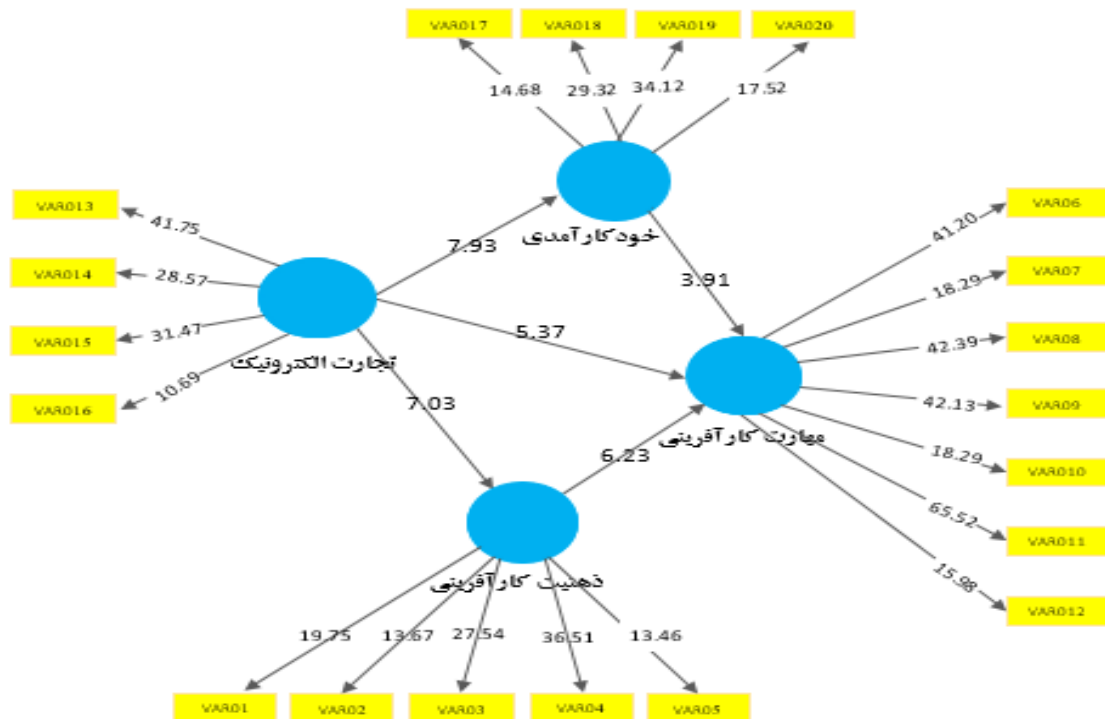 VAR017 VAR018 VAR019 VAR020
14.68 29.32 34.12 17.52
VAR013
41.75
خودکارآمدی
7.93
VAR014
28.57
3.91
VAR015
31.47
5.37
تجارت الکترونیک
VAR016
10.69
7.03
VAR06
41.20
VAR07
18.29
VAR08
42.39
VAR09
42.13
مهارت کارآفرینی
6.23
VAR010
18.29
VAR011
65.52
VAR012
15.98
ذهنیت کارآفرینی
19.75 13.67 27.54 36.51 13.46
VAR01 VAR02 VAR03 VAR04 VAR05